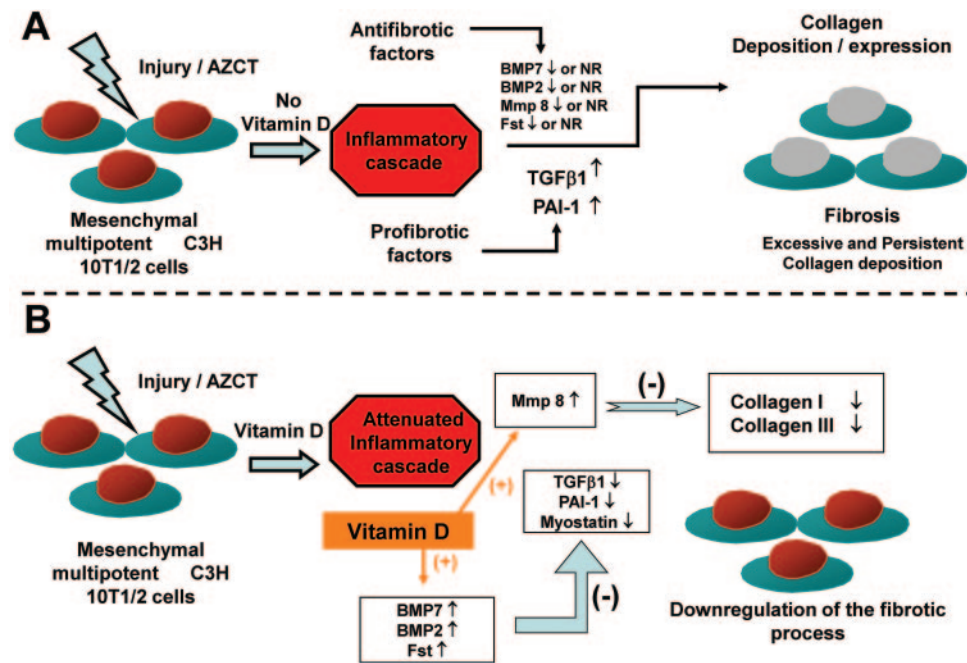 A
Injury / AZCT
Mesenchymal
multipotent C3H
10T1/2 cells
No
Vitamin D
Antifibrotic
factors
Inflammatory
cascade
Profibrotic
factors
BMP7 ↓ or NR
BMP2 ↓ or NR
Mmp 8 ↓ or NR
Fst ↓ or NR
TGFβ1 ↑
PAI-1 ↑
Collagen
Deposition / expression
Fibrosis
Excessive and Persistent
Collagen deposition
B
Injury / AZCT
Mesenchymal
multipotent C3H
10T1/2 cells
Vitamin D
Attenuated
Inflammatory
cascade
Vitamin D
(+)
(+)
Mmp 8 ↑
(-)
Collagen I ↓
Collagen III ↓
BMP7 ↑
BMP2 ↑
Fst ↑
(-)
TGFβ1 ↓
PAI-1 ↓
Myostatin ↓
Downregulation of the fibrotic
process